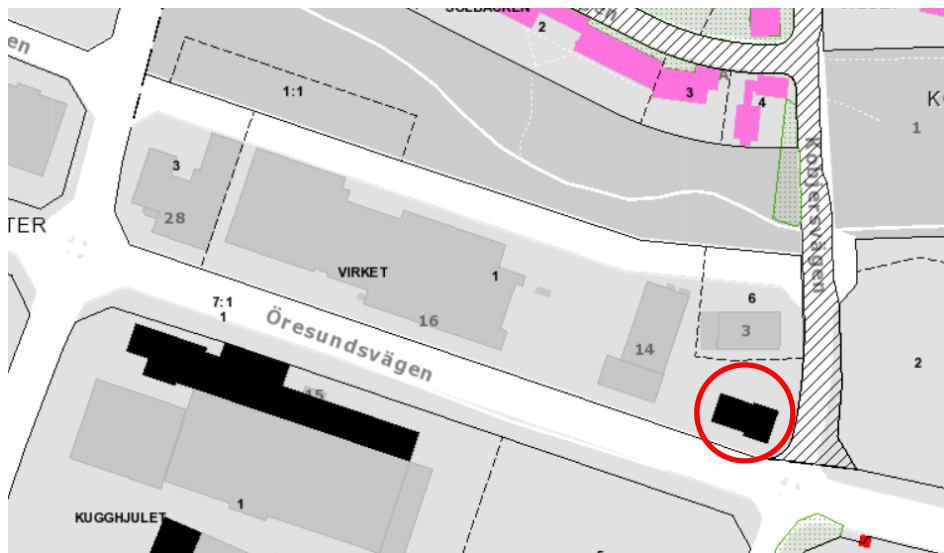 SOLBACKEN
2
1:1
3
4
1
3
28
TER
VIRKET
1
6
7:1
1
Öresundsvägen
16
14
3
Kobjersvägen
2
15
1
KUGGHJULET